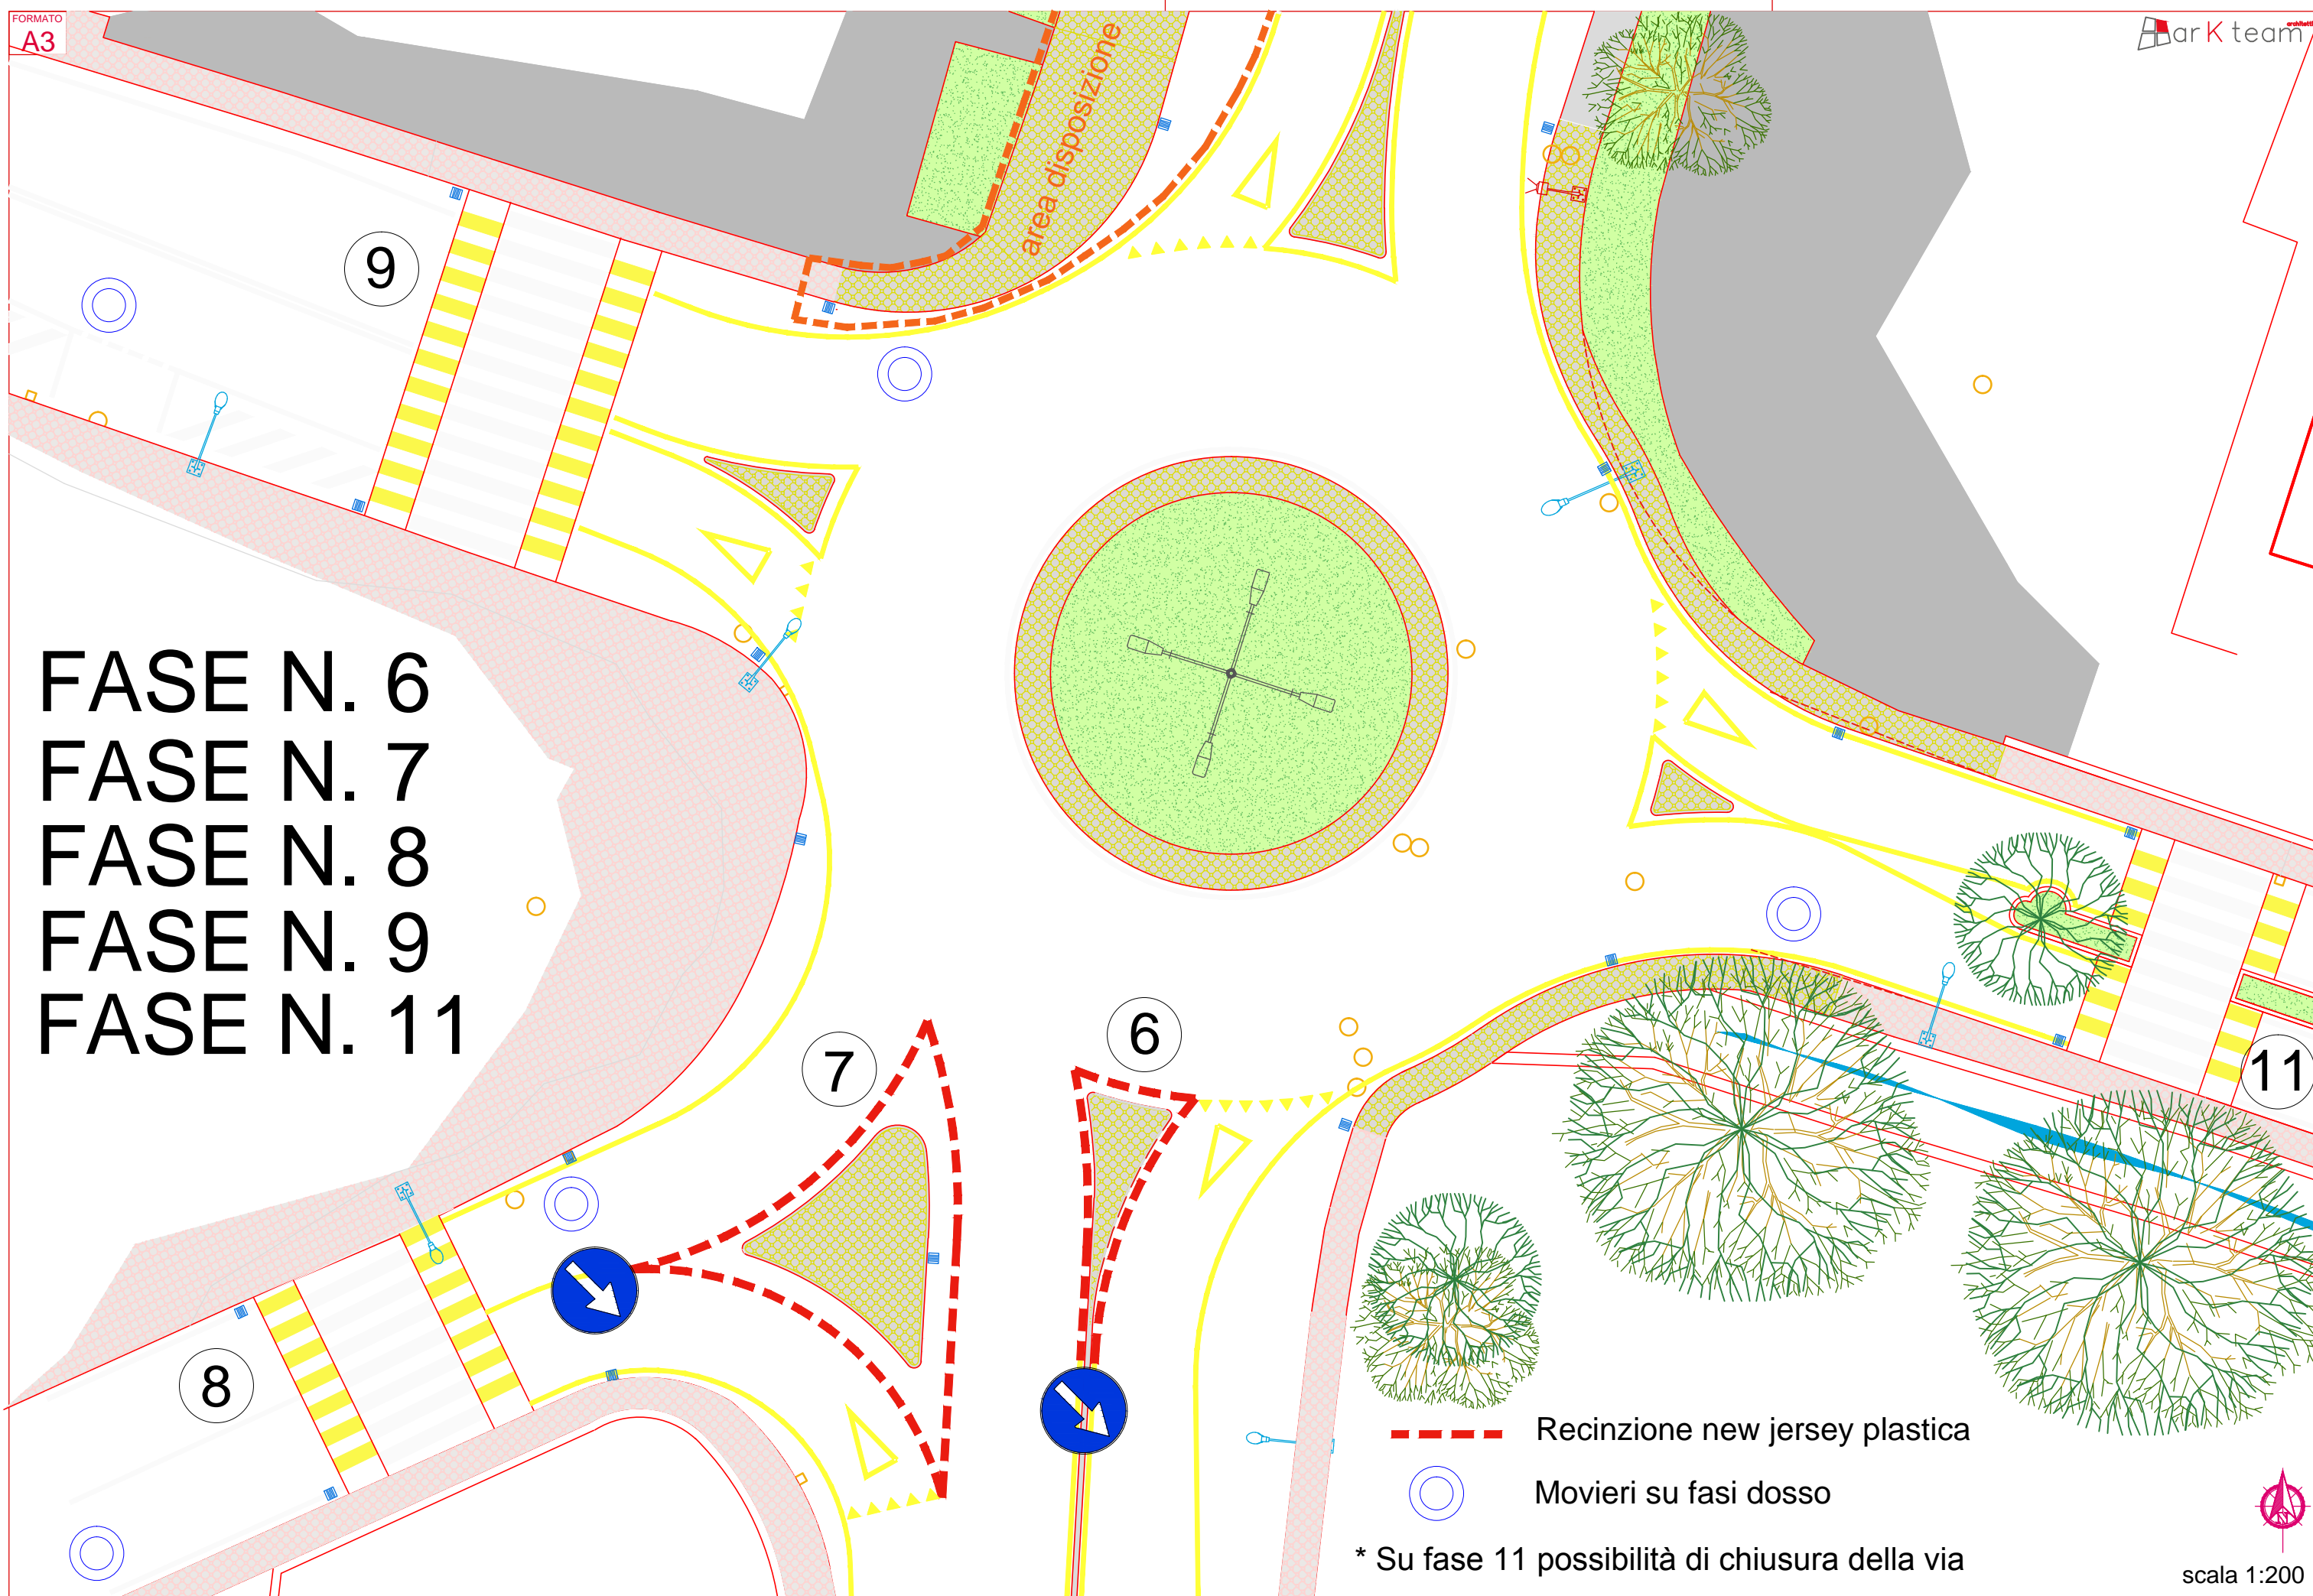 FORMATO
A3
architetti
ark team
area disposizione
9
FASE N. 6
FASE N. 7
FASE N. 8
FASE N. 9
FASE N. 11
7
6
11
8
Recinzione new jersey plastica
Movieri su fasi dosso
* Su fase 11 possibilità di chiusura della via
N
scala 1:200